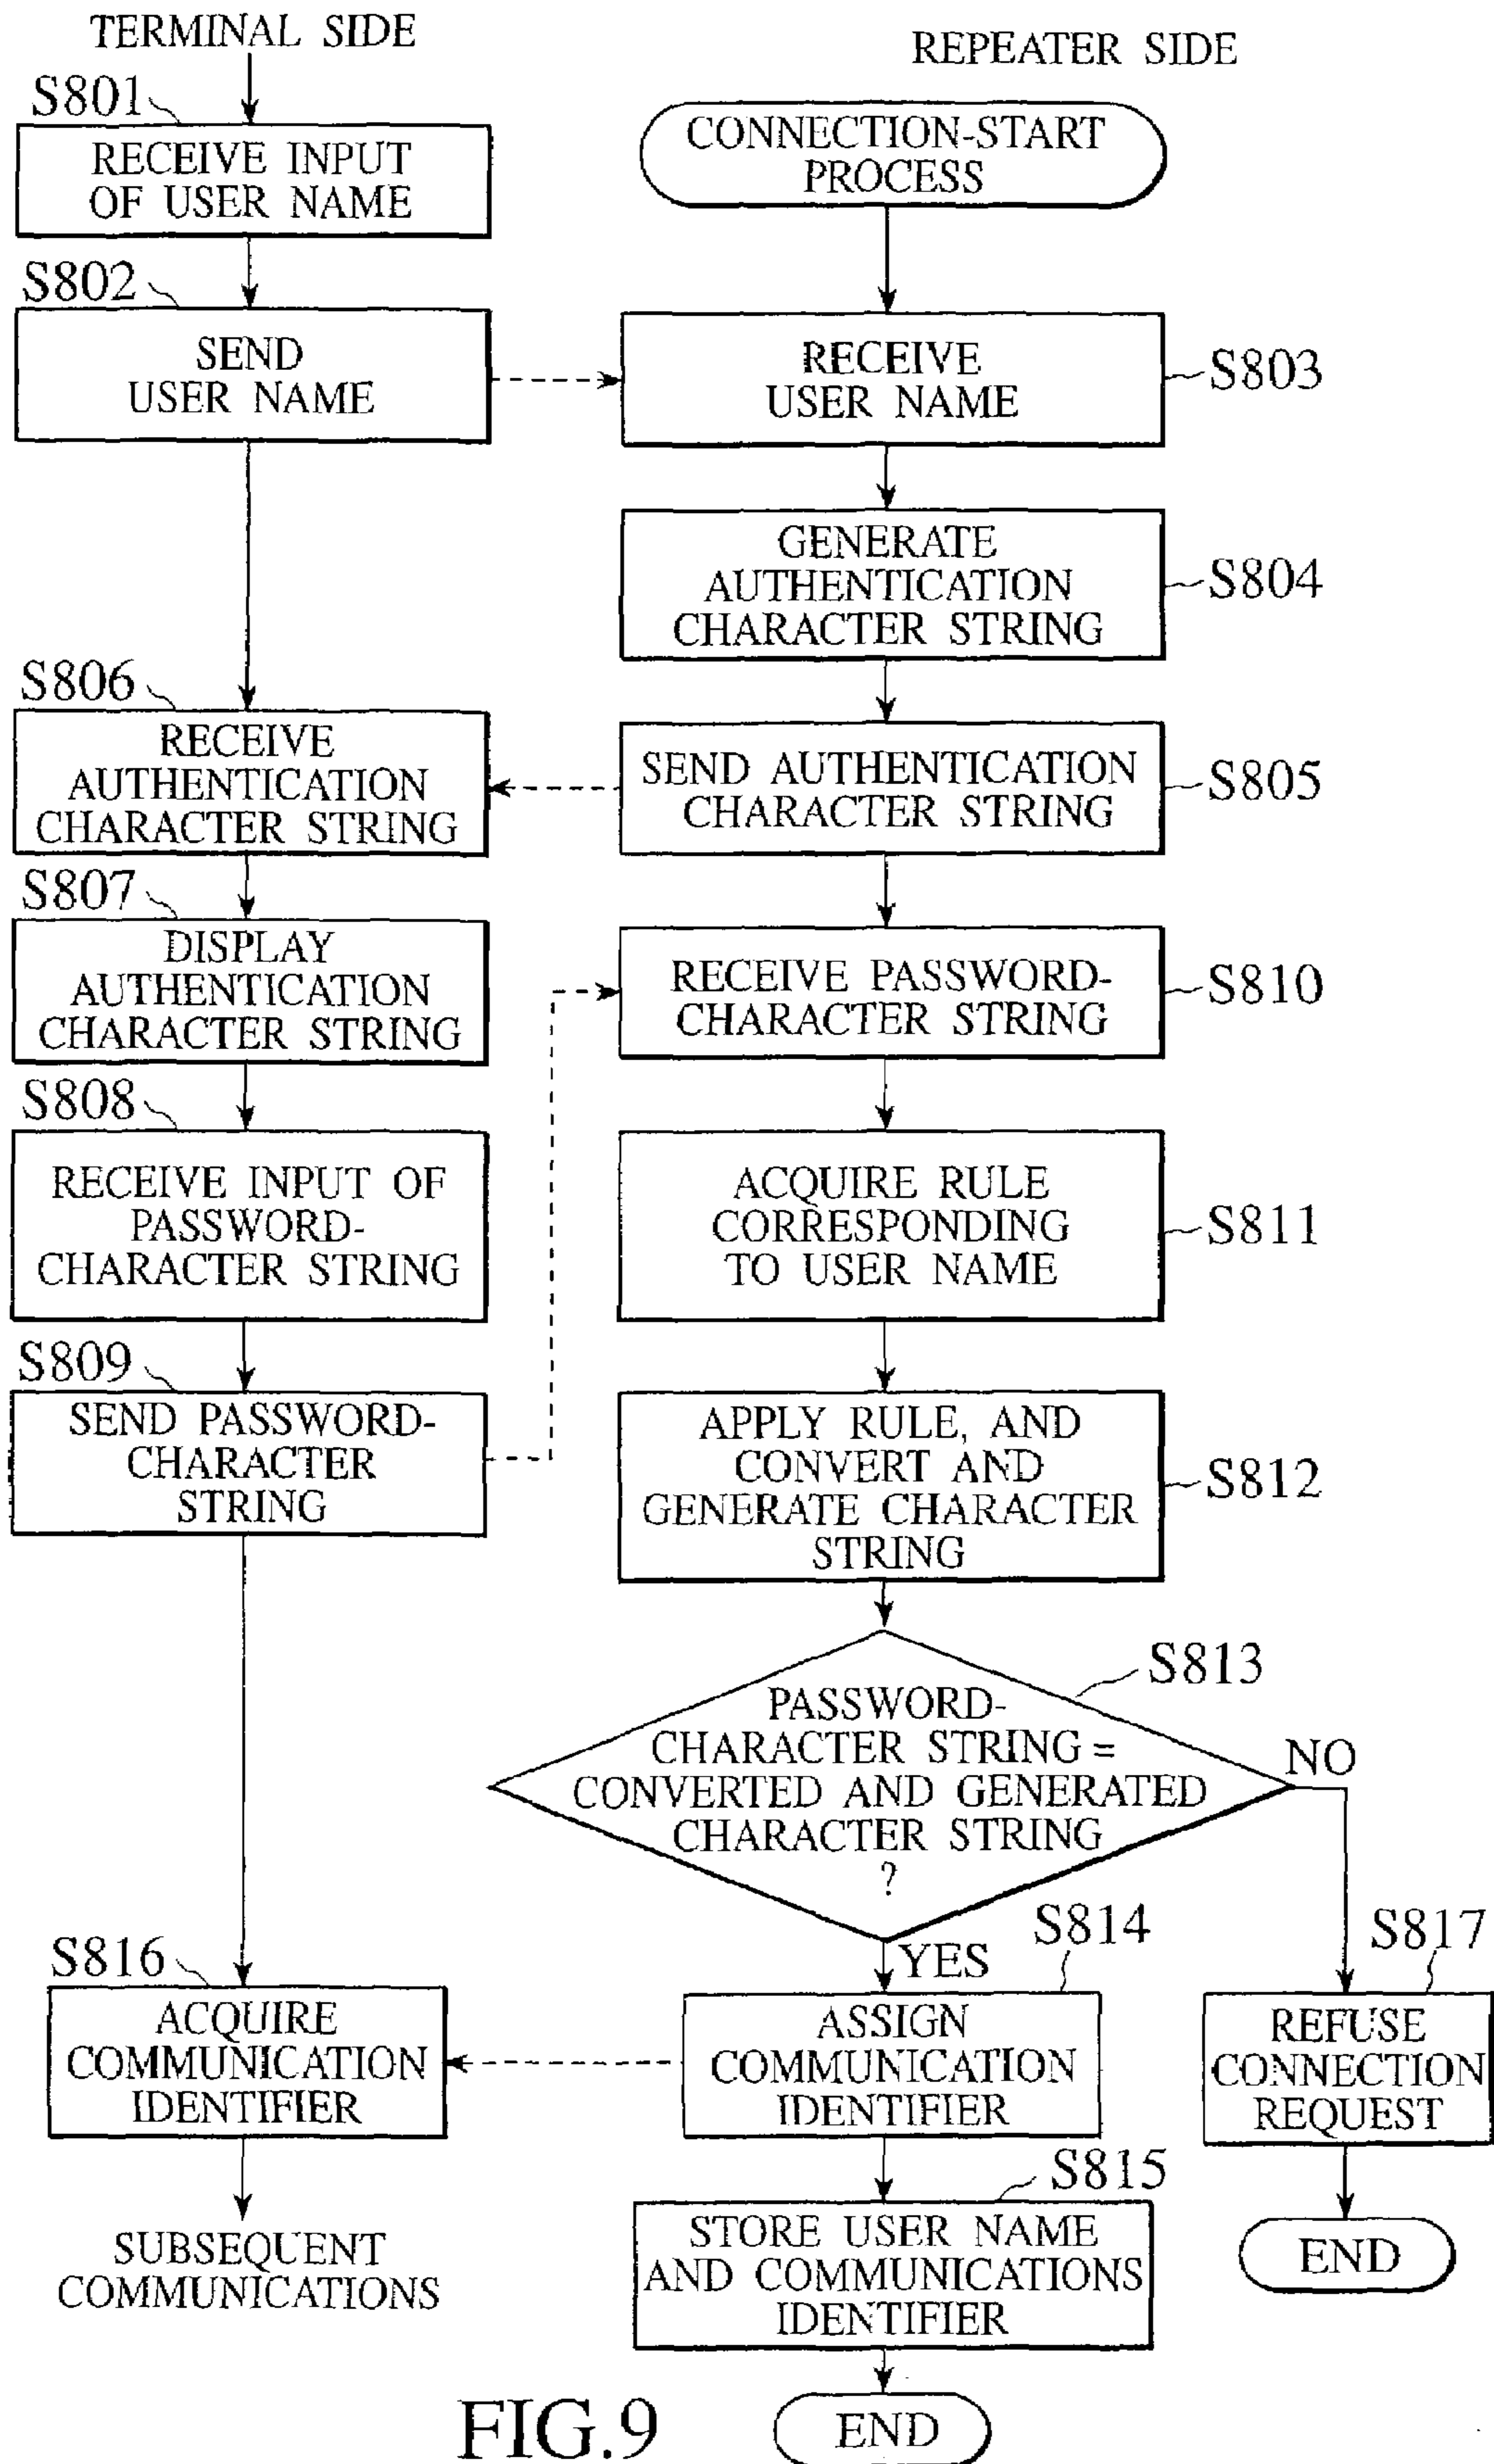 TERMINAL SIDE
REPEATER SIDE
S801
RECEIVE INPUT
OF USER NAME
CONNECTION-START
PROCESS
S802
SEND
USER NAME
RECEIVE
USER NAME
S803
GENERATE
AUTHENTICATION
CHARACTER STRING
S804
S806
RECEIVE
AUTHENTICATION
CHARACTER STRING
SEND AUTHENTICATION
CHARACTER STRING
S805
S807
DISPLAY
AUTHENTICATION
CHARACTER STRING
RECEIVE PASSWORD-
CHARACTER STRING
S810
S808
RECEIVE INPUT OF
PASSWORD-
CHARACTER STRING
ACQUIRE RULE
CORRESPONDING
TO USER NAME
S811
S809
SEND PASSWORD-
CHARACTER
STRING
APPLY RULE, AND
CONVERT AND
GENERATE CHARACTER
STRING
S812
S813
PASSWORD-
CHARACTER STRING =
CONVERTED AND GENERATED
CHARACTER STRING
?
NO
YES
S816
ACQUIRE
COMMUNICATION
IDENTIFIER
S814
ASSIGN
COMMUNICATION
IDENTIFIER
S817
REFUSE
CONNECTION
REQUEST
SUBSEQUENT
COMMUNICATIONS
S815
STORE USER NAME
AND COMMUNICATIONS
IDENTIFIER
END
END
FIG.9